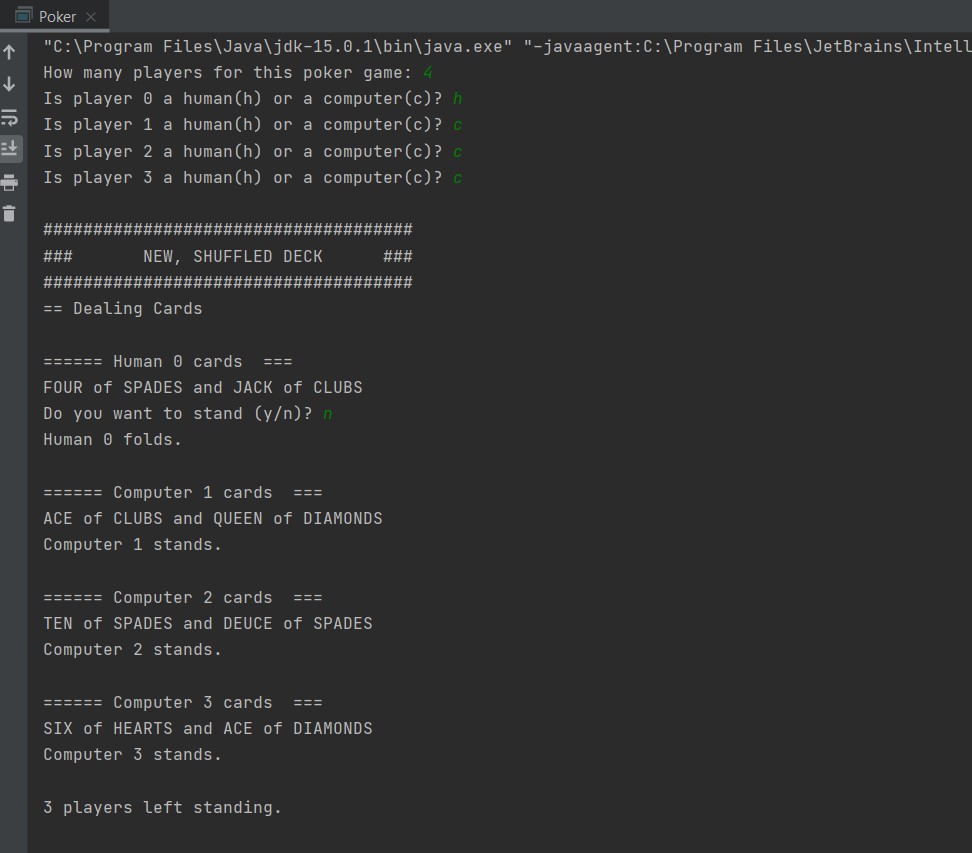 Poker
"C:\Program Files\Java\jdk-15.0.1\bin\java.exe" "-javaagent:C:\Program Files\JetBrains\Intell
How many players for this poker game: 4
Is player 0 a human(h) or a computer(c)? h
Is player 1 a human(h) or a computer(c)? c
Is player 2 a human(h) or a computer(c)? c
Is player 3 a human(h) or a computer(c)? c
#####################################
###       NEW, SHUFFLED DECK      ###
#####################################
== Dealing Cards
====== Human 0 cards  ===
FOUR of SPADES and JACK of CLUBS
Do you want to stand (y/n)? n
Human 0 folds.
====== Computer 1 cards  ===
ACE of CLUBS and QUEEN of DIAMONDS
Computer 1 stands.
====== Computer 2 cards  ===
TEN of SPADES and DEUCE of SPADES
Computer 2 stands.
====== Computer 3 cards  ===
SIX of HEARTS and ACE of DIAMONDS
Computer 3 stands.
3 players left standing.